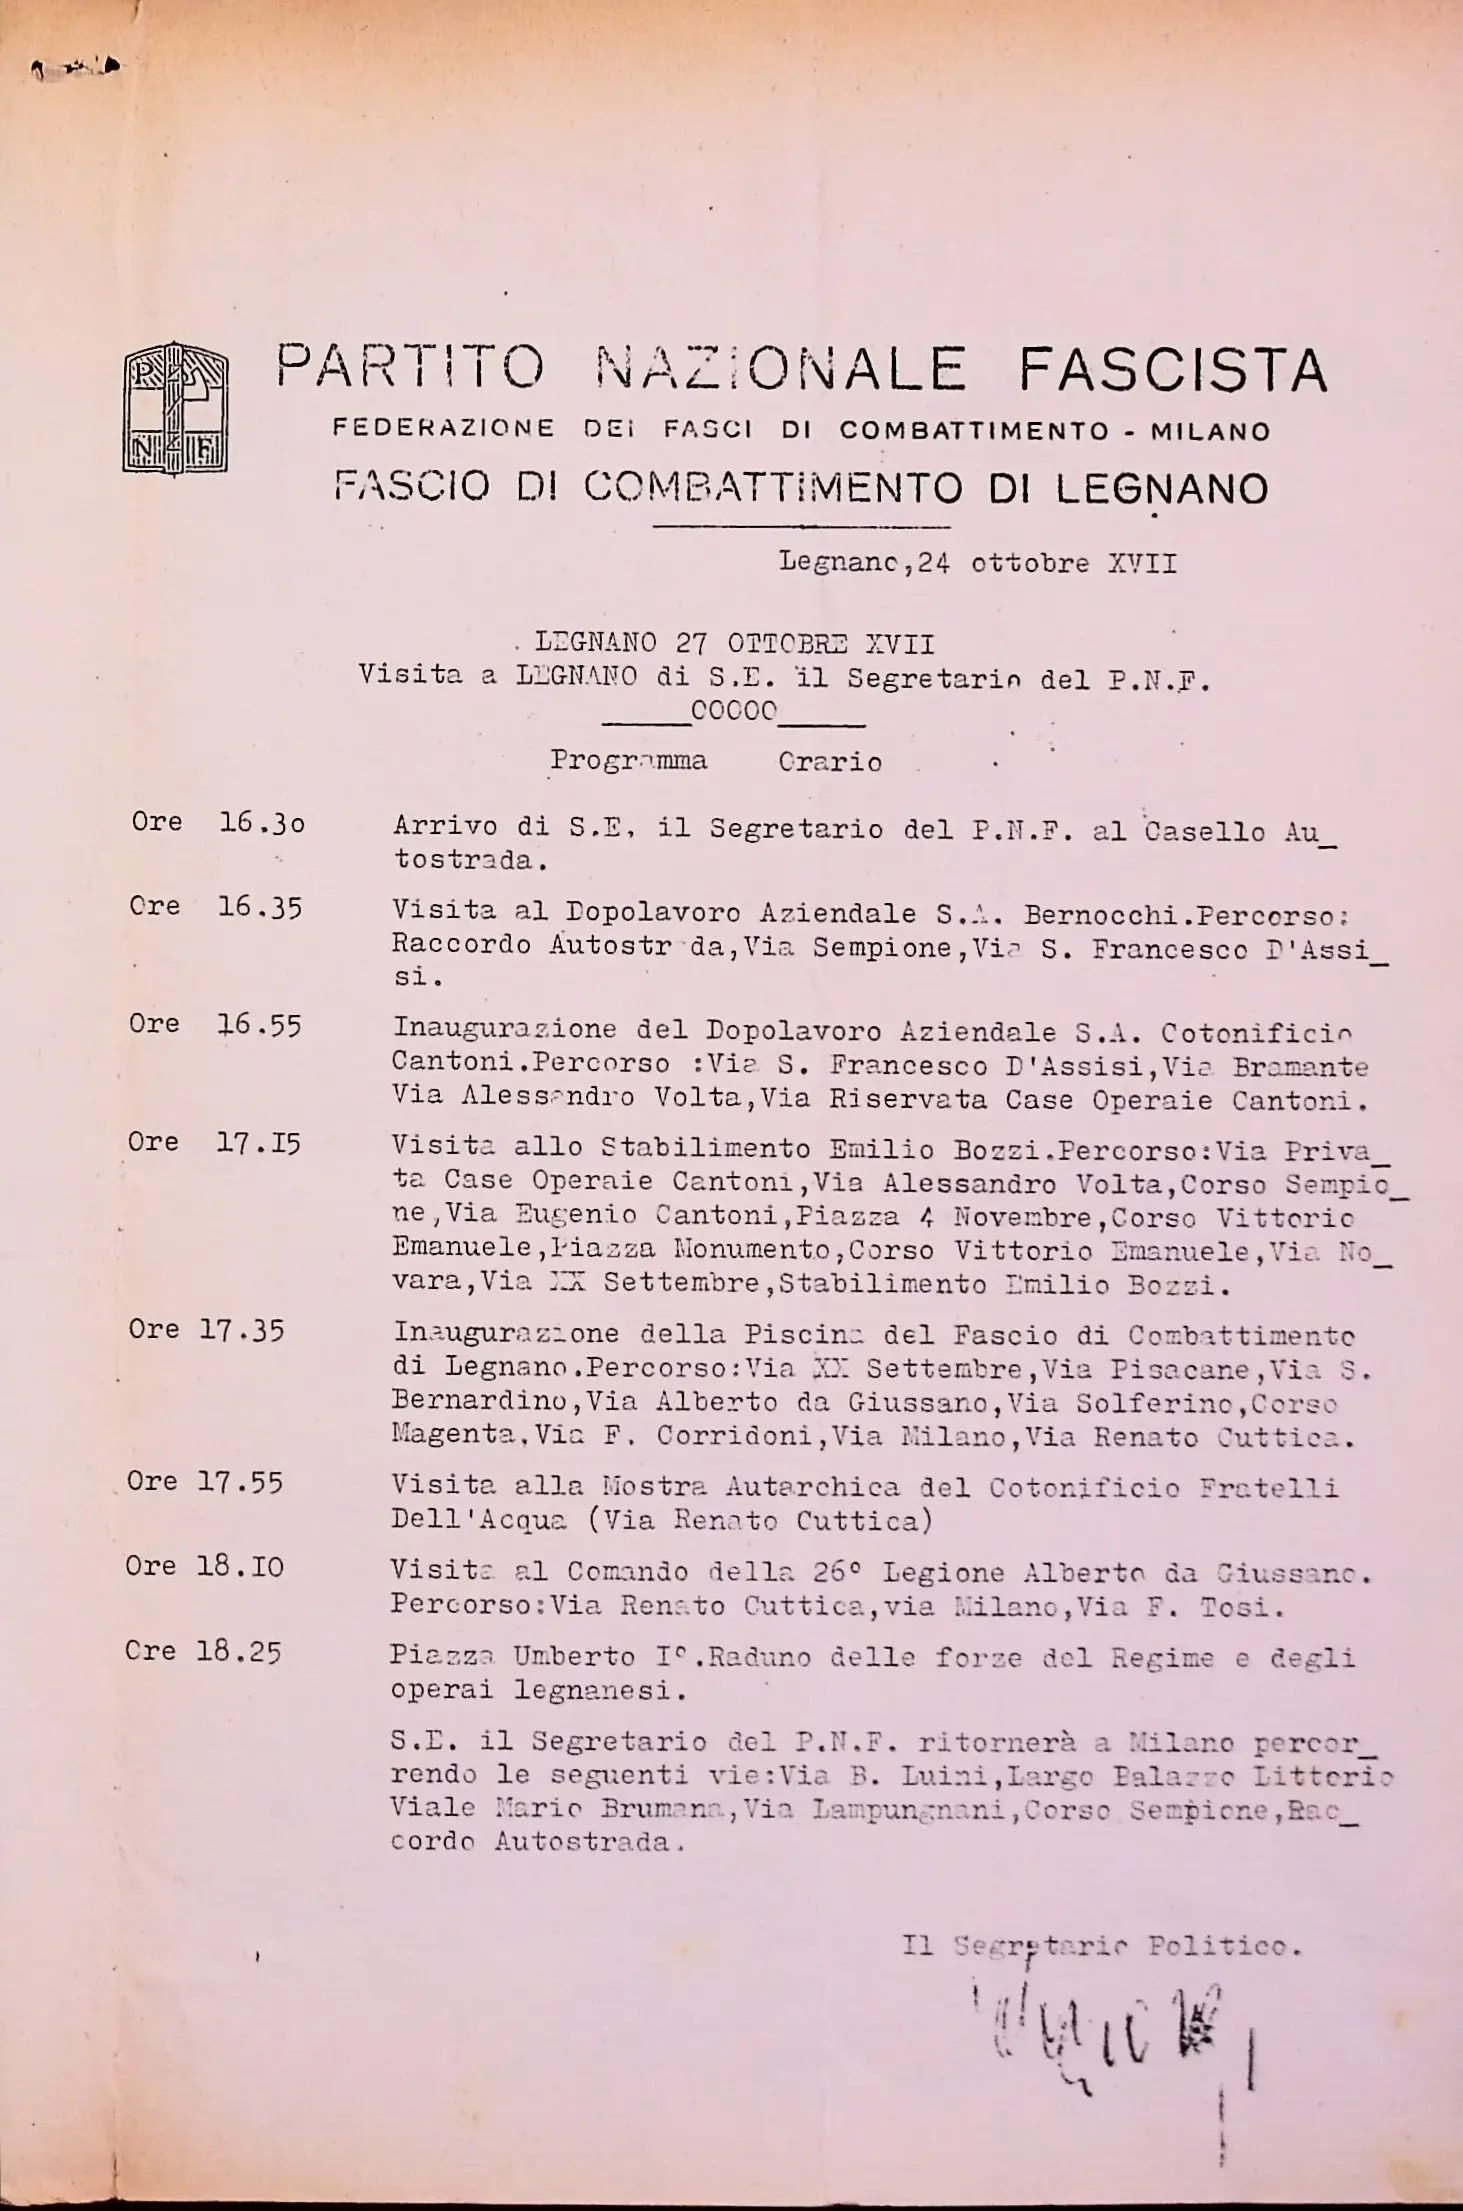 P N F
PARTITO NAZIONALE FASCISTA
FEDERAZIONE DEI FASCI DI COMBATTIMENTO - MILANO
FASCIO DI COMBATTIMENTO DI LEGNANO
Legnano,24 ottobre XVII
LEGNANO 27 OTTOBRE XVII
Visita a LEGNANO di S.E. il Segretario del P.N.F.
_____OOOOO_____
Programma Orario
Ore 16.3o Arrivo di S.E. il Segretario del P.N.F. al Casello Au_
tostrada.
Ore 16.35 Visita al Dopolavoro Aziendale S.A. Bernocchi.Percorso:
Raccordo Autostrada,Via Sempione,Via S. Francesco D'Assi_
si.
Ore 16.55 Inaugurazione del Dopolavoro Aziendale S.A. Cotonificio
Cantoni.Percorso :Via S. Francesco D'Assisi,Via Bramante
Via Alessandro Volta,Via Riservata Case Operaie Cantoni.
Ore 17.I5 Visita allo Stabilimento Emilio Bozzi.Percorso:Via Priva_
ta Case Operaie Cantoni,Via Alessandro Volta,Corso Sempio_
ne,Via Eugenio Cantoni,Piazza 4 Novembre,Corso Vittorio
Emanuele,Piazza Monumento,Corso Vittorio Emanuele,Via No_
vara,Via XX Settembre,Stabilimento Emilio Bozzi.
Ore 17.35 Inaugurazione della Piscina del Fascio di Combattimento
di Legnano.Percorso:Via XX Settembre,Via Pisacane,Via S.
Bernardino,Via Alberto da Giussano,Via Solferino,Corso
Magenta,Via F. Corridoni,Via Milano,Via Renato Cuttica.
Ore 17.55 Visita alla Mostra Autarchica del Cotonificio Fratelli
Dell'Acqua (Via Renato Cuttica)
Ore 18.IO Visita al Comando della 26° Legione Alberto da Giussano.
Percorso:Via Renato Cuttica,via Milano,Via F. Tosi.
Ore 18.25 Piazza Umberto I°.Raduno delle forze del Regime e degli
operai legnanesi.
S.E. il Segretario del P.N.F. ritornerà a Milano percor_
rendo le seguenti vie:Via B. Luini,Largo Palazzo Littorio
Viale Mario Brumana,Via Lampungnani,Corso Sempione,Rac_
cordo Autostrada.
Il Segretario Politico.